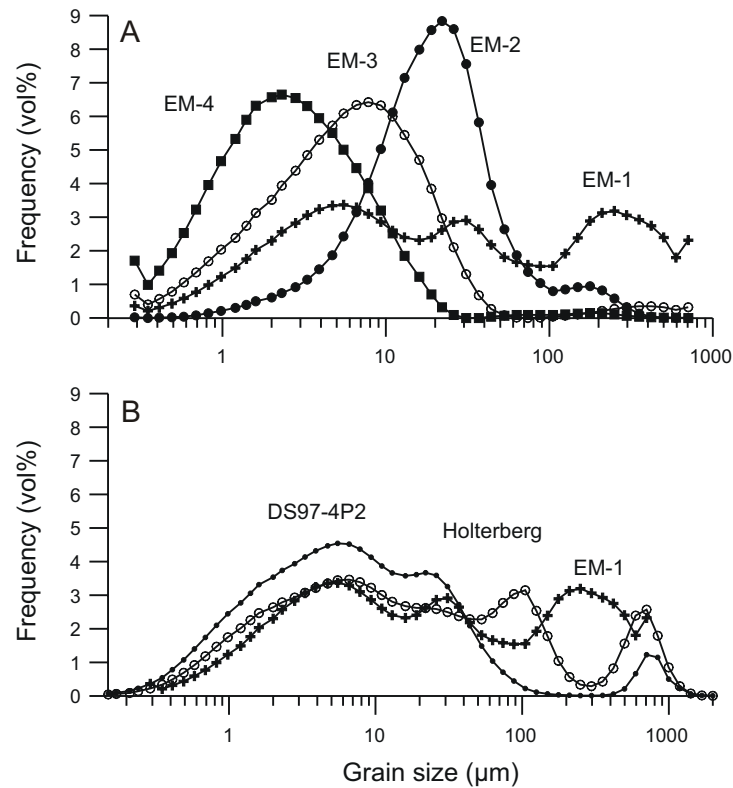 A
Frequency (vol%)
9
8
7
6
5
4
3
2
1
0
EM-4
EM-3
EM-2
EM-1
1 10 100 1000
B
Frequency (vol%)
9
8
7
6
5
4
3
2
1
0
DS97-4P2
Holterberg
EM-1
1 10 100 1000
Grain size (μm)